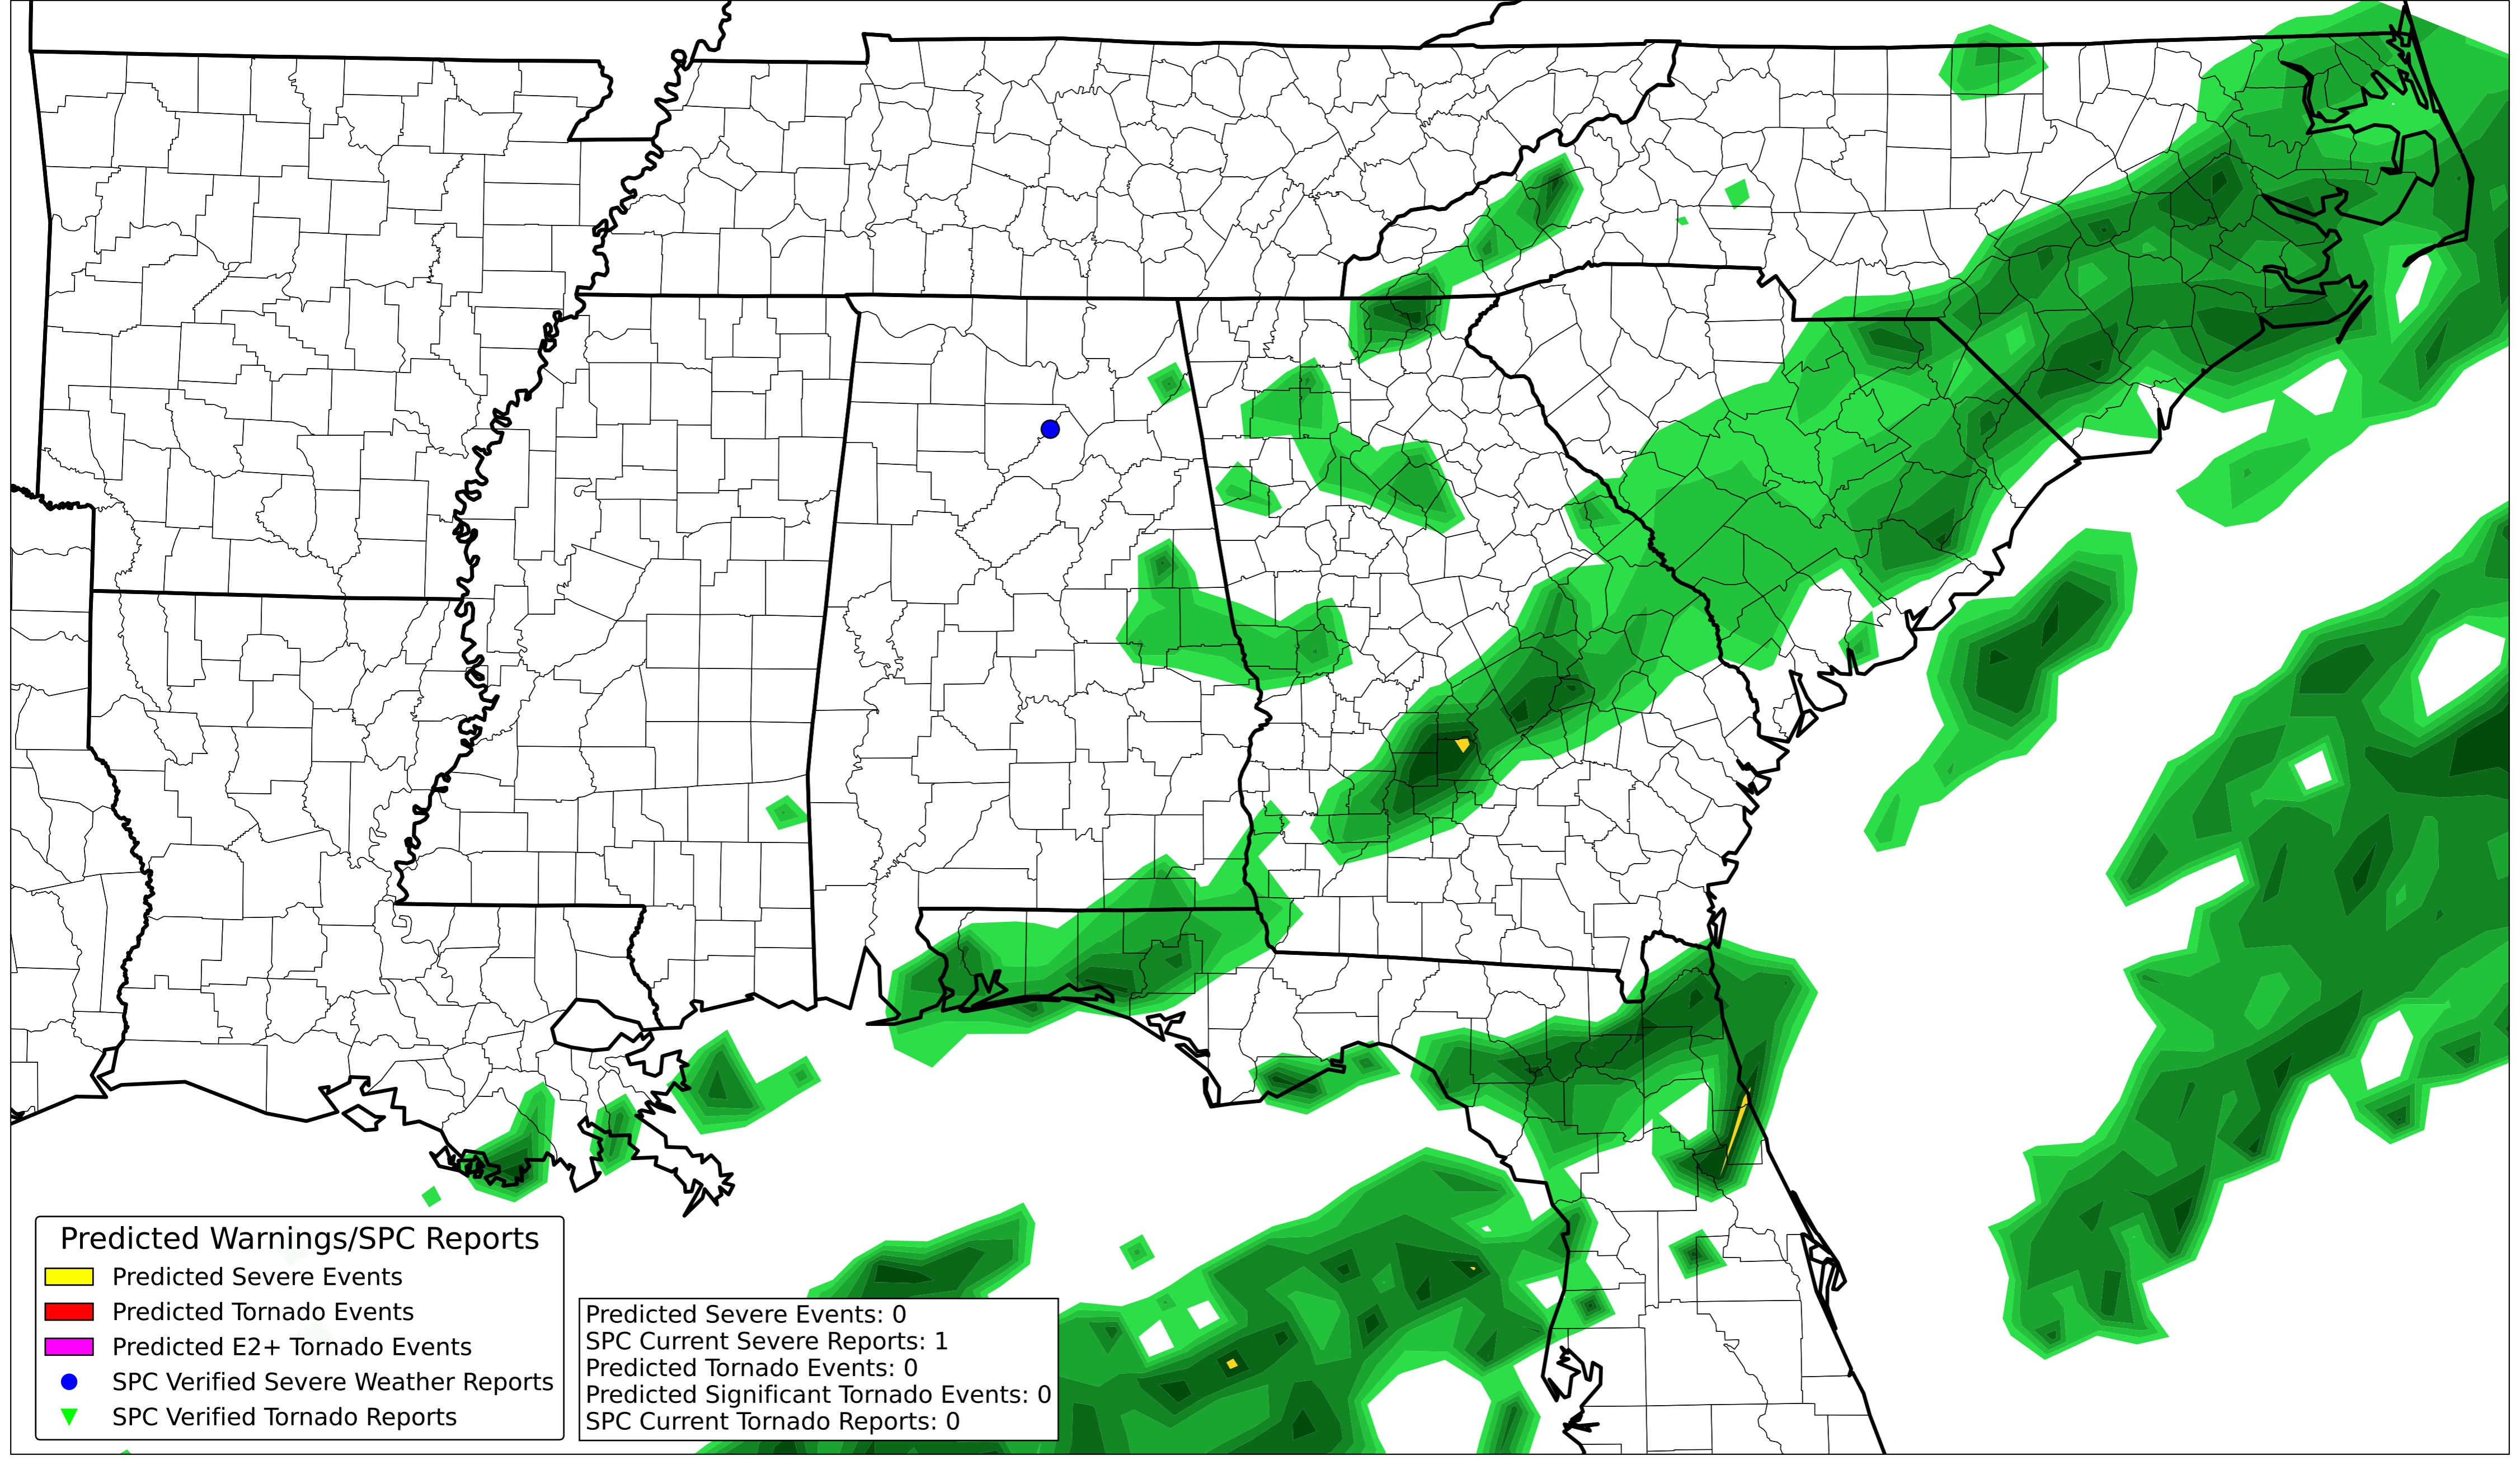 Predicted Warnings/SPC Reports
Predicted Severe Events
Predicted Tornado Events
Predicted E2+ Tornado Events
SPC Verified Severe Weather Reports
SPC Verified Tornado Reports
Predicted Severe Events: 0
SPC Current Severe Reports: 1
Predicted Tornado Events: 0
Predicted Significant Tornado Events: 0
SPC Current Tornado Reports: 0